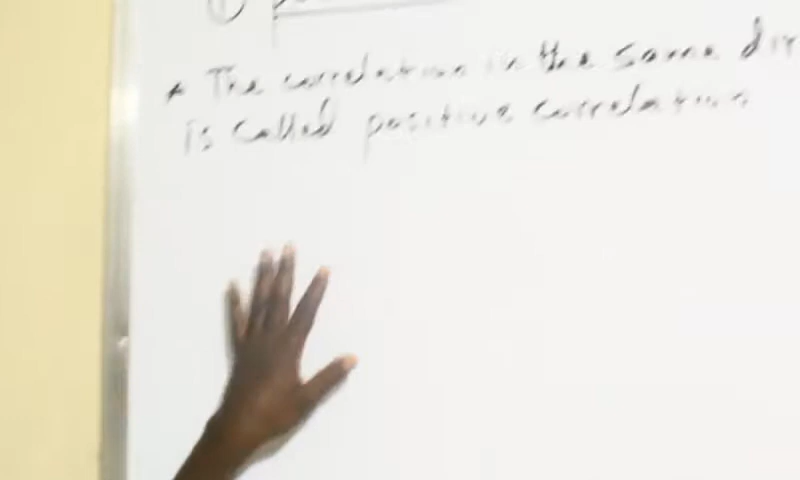 * The correlation in the same dir
is called positive correlation